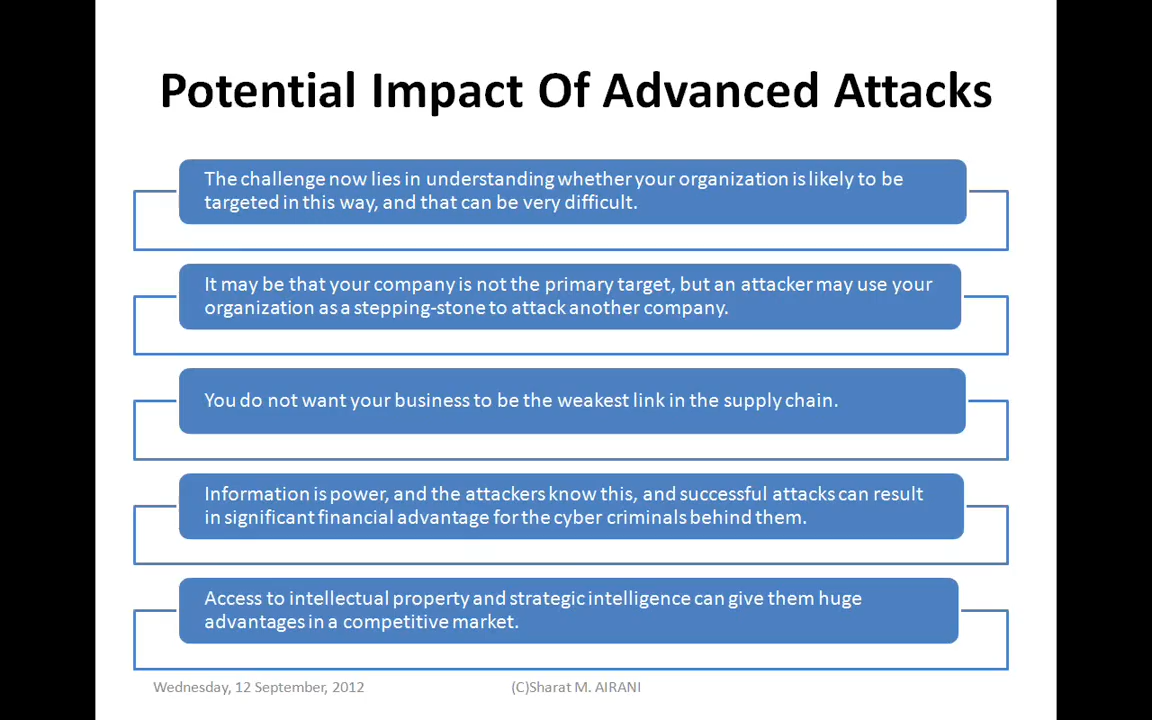 Potential Impact Of Advanced Attacks
The challenge now lies in understanding whether your organization is likely to be
targeted in this way, and that can be very difficult.
It may be that your company is not the primary target, but an attacker may use your
organization as a stepping-stone to attack another company.
You do not want your business to be the weakest link in the supply chain.
Information is power, and the attackers know this, and successful attacks can result
in significant financial advantage for the cyber criminals behind them.
Access to intellectual property and strategic intelligence can give them huge
advantages in a competitive market.
Wednesday, 12 September, 2012
(C)Sharat M. AIRANI